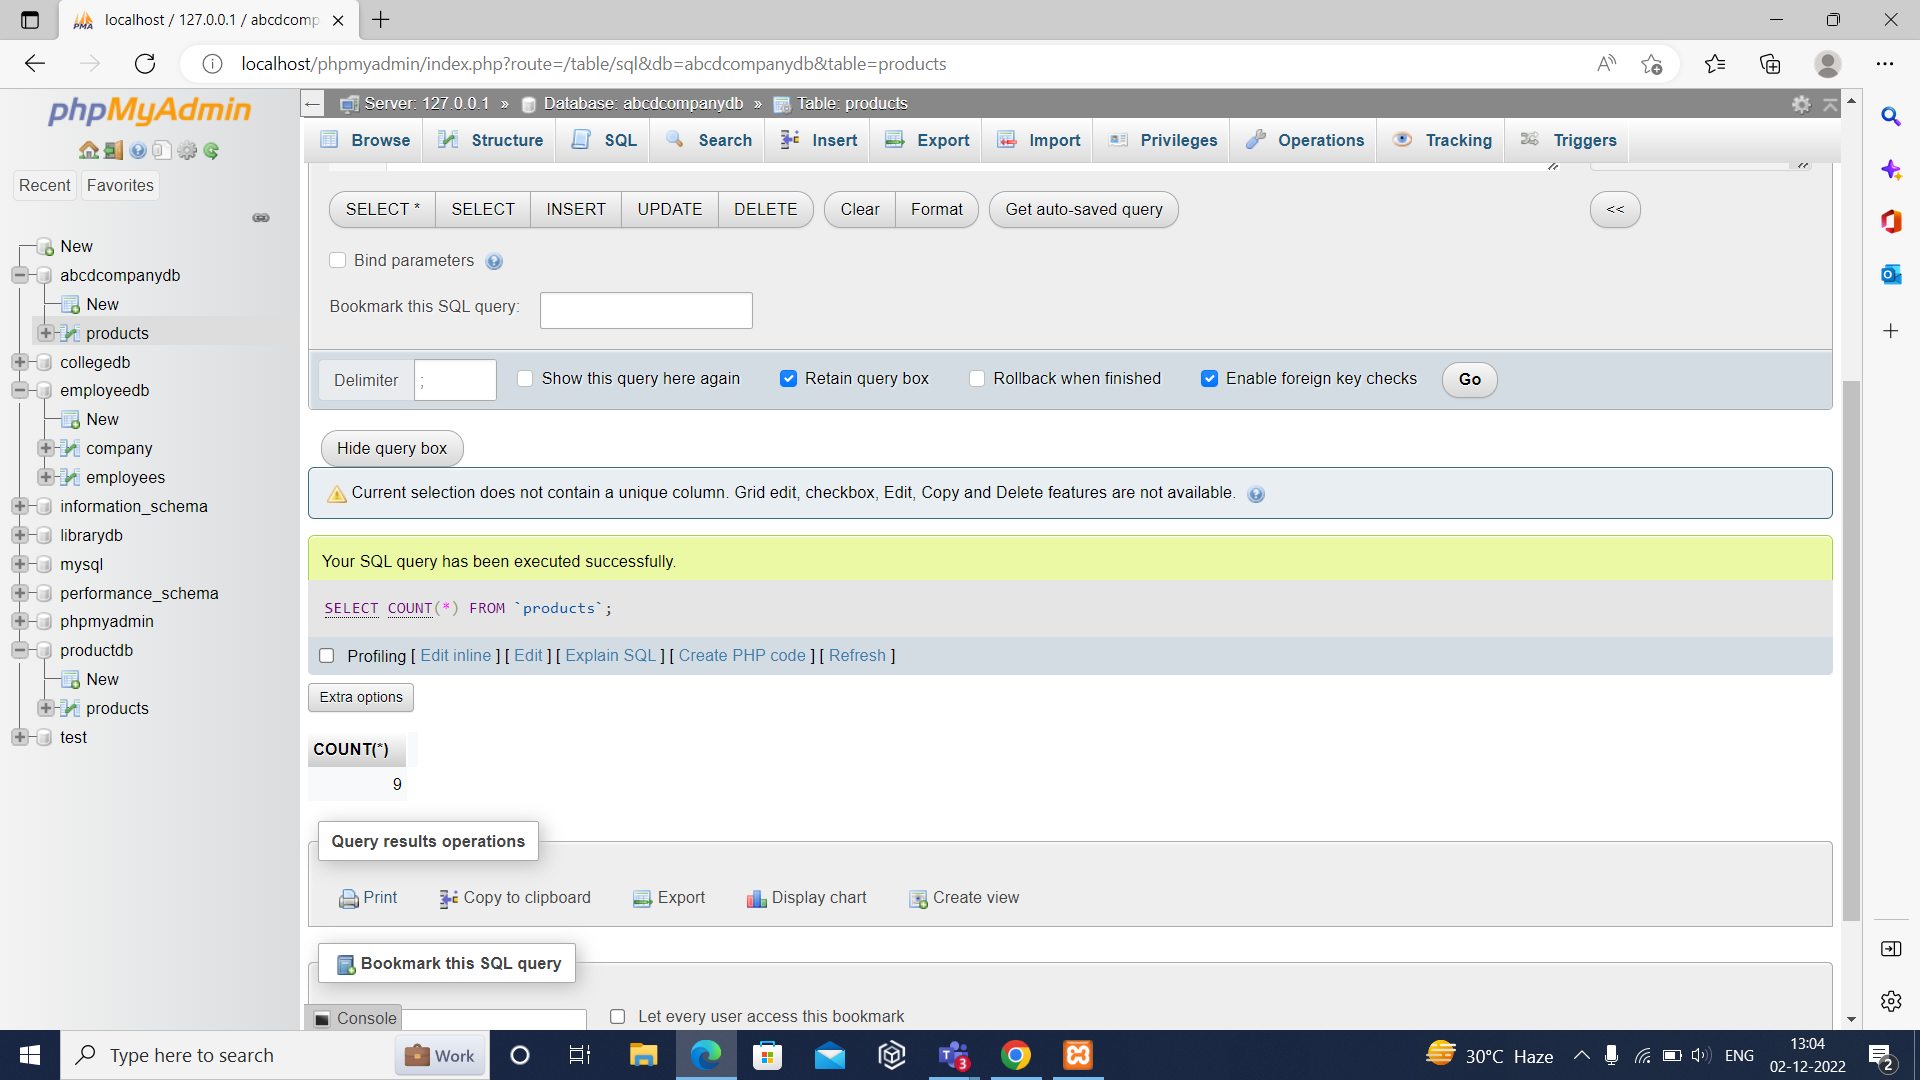 localhost / 127.0.0.1 / abcdcomp
localhost/phpmyadmin/index.php?route=/table/sql&db=abcdcompanydb&table=products
phpMyAdmin
Recent Favorites
New
abcdcompanydb
New
products
collegedb
employeedb
New
company
employees
information_schema
librarydb
mysql
performance_schema
phpmyadmin
productdb
New
products
test
Server: 127.0.0.1 » Database: abcdcompanydb » Table: products
Browse Structure SQL Search Insert Export Import Privileges Operations Tracking Triggers
SELECT * SELECT INSERT UPDATE DELETE Clear Format Get auto-saved query <<
Bind parameters
Bookmark this SQL query:
Delimiter ; Show this query here again Retain query box Rollback when finished Enable foreign key checks Go
Hide query box
Current selection does not contain a unique column. Grid edit, checkbox, Edit, Copy and Delete features are not available.
Your SQL query has been executed successfully.
SELECT COUNT(*) FROM `products`;
Profiling [ Edit inline ] [ Edit ] [ Explain SQL ] [ Create PHP code ] [ Refresh ]
Extra options
COUNT(*)
9
Query results operations
Print Copy to clipboard Export Display chart Create view
Bookmark this SQL query
Console
Let every user access this bookmark
Type here to search
Work
3
30°C Haze
ENG
13:04
02-12-2022
2